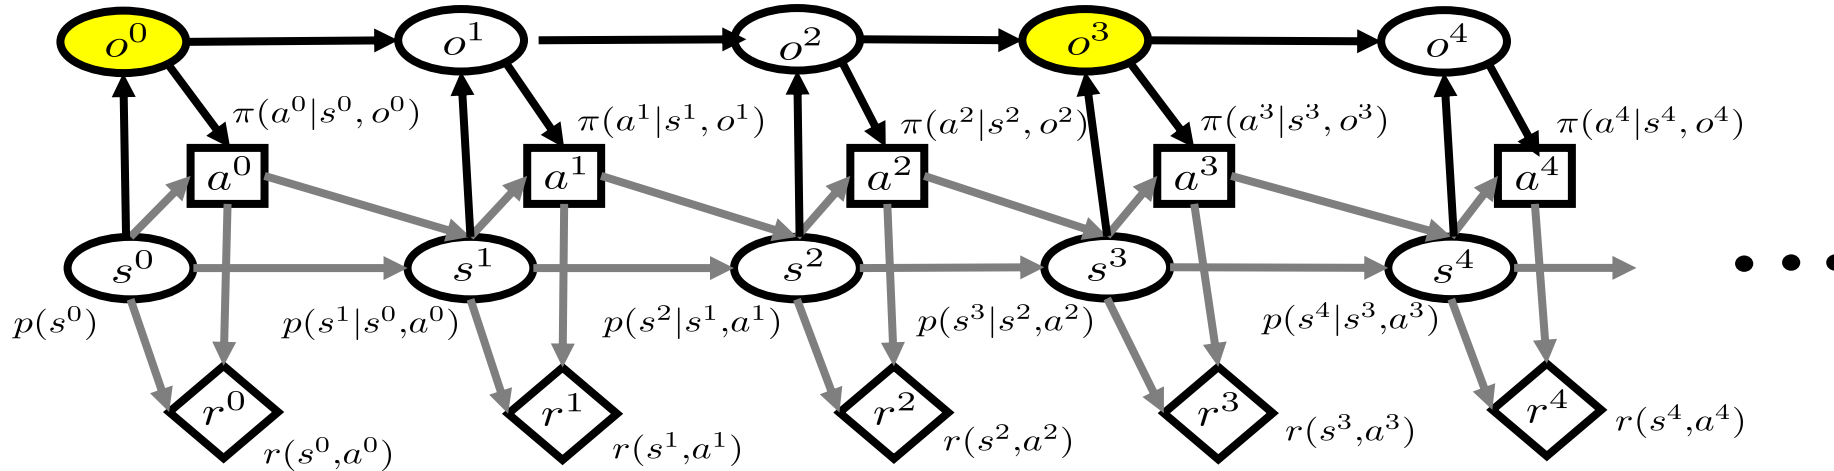 o^0 o^1 o^2 o^3 o^4
π(a^0|s^0, o^0) π(a^1|s^1, o^1) π(a^2|s^2, o^2) π(a^3|s^3, o^3) π(a^4|s^4, o^4)
a^0 a^1 a^2 a^3 a^4
s^0 s^1 s^2 s^3 s^4
p(s^0) p(s^1|s^0,a^0) p(s^2|s^1,a^1) p(s^3|s^2,a^2) p(s^4|s^3,a^3)
r^0 r^1 r^2 r^3 r^4
r(s^0,a^0) r(s^1,a^1) r(s^2,a^2) r(s^3,a^3) r(s^4,a^4)